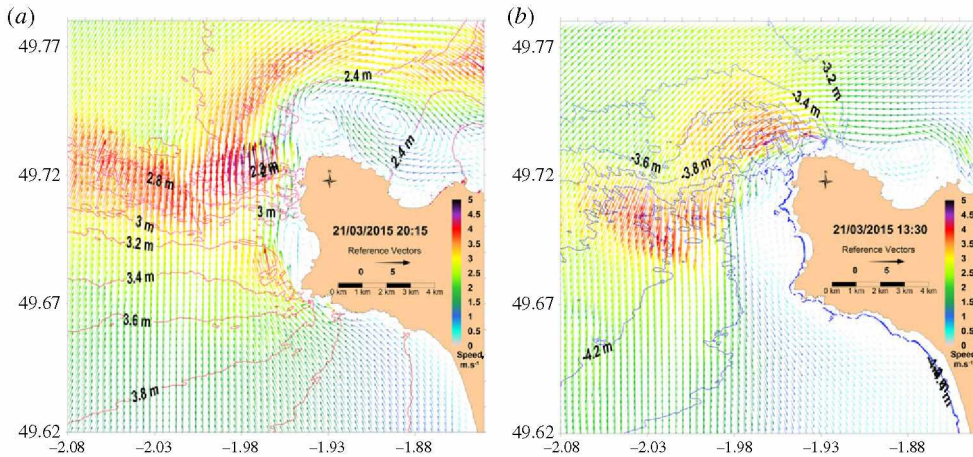 (a)
49.77
49.72
49.67
49.62
-2.08
-2.03
-1.98
-1.93
-1.88
2.4 m
2.4 m
2.8 m
3 m
3 m
3.2 m
3.4 m
3.6 m
3.8 m
21/03/2015 20:15
Reference Vectors
0 5
0 km 1 km 2 km 3 km 4 km
5
4.5
4
3.5
3
2.5
2
1.5
1
0.5
0
Speed,
m.s⁻¹
(b)
49.77
49.72
49.67
49.62
-2.08
-2.03
-1.98
-1.93
-1.88
-3.2 m
-3.4 m
-3.6 m
-3.8 m
-4.2 m
21/03/2015 13:30
Reference Vectors
0 5
0 km 1 km 2 km 3 km 4 km
5
4.5
4
3.5
3
2.5
2
1.5
1
0.5
0
Speed,
m.s⁻¹